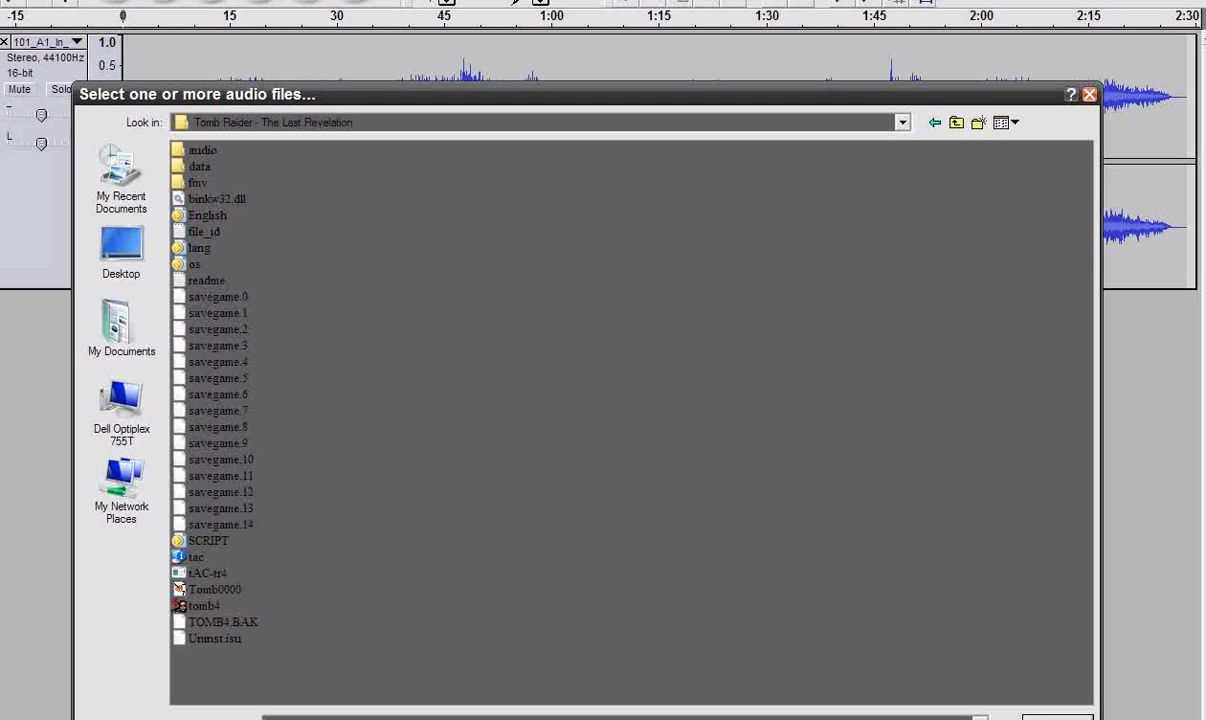 -15 0 15 30 45 1:00 1:15 1:30 1:45 2:00 2:15 2:30
101_A1_In_ 1.0
Stereo, 44100Hz
16-bit
0.5
Mute Solo
Select one or more audio files...
Look in: Tomb Raider - The Last Revelation
-
L
My Recent
Documents
Desktop
My Documents
Dell Optiplex
755T
My Network
Places
audio
data
fmv
binkw32.dll
English
file_id
lang
os
readme
savegame.0
savegame.1
savegame.2
savegame.3
savegame.4
savegame.5
savegame.6
savegame.7
savegame.8
savegame.9
savegame.10
savegame.11
savegame.12
savegame.13
savegame.14
SCRIPT
tac
tAC-tr4
Tomb0000
tomb4
TOMB4.BAK
Uninst.isu